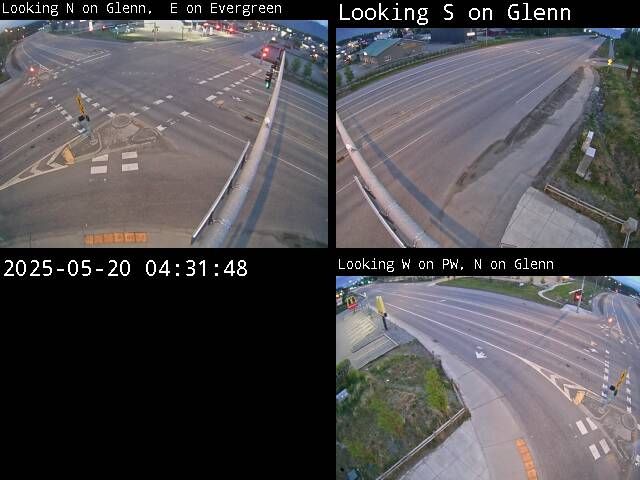 Looking N on Glenn,  E on Evergreen
Looking S on Glenn
2025-05-20 04:31:48
Looking W on PW, N on Glenn